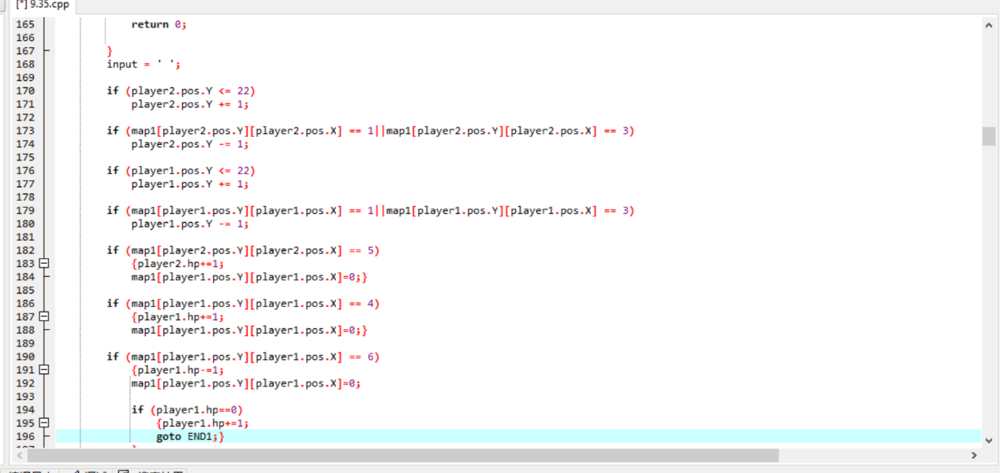 [*] 9.35.cpp
165 return 0;
166
167 }
168 input = ' ';
169
170 if (player2.pos.Y <= 22)
171 player2.pos.Y += 1;
172
173 if (map1[player2.pos.Y][player2.pos.X] == 1||map1[player2.pos.Y][player2.pos.X] == 3)
174 player2.pos.Y -= 1;
175
176 if (player1.pos.Y <= 22)
177 player1.pos.Y += 1;
178
179 if (map1[player1.pos.Y][player1.pos.X] == 1||map1[player1.pos.Y][player1.pos.X] == 3)
180 player1.pos.Y -= 1;
181
182 if (map1[player2.pos.Y][player2.pos.X] == 5)
183 {player2.hp+=1;
184 map1[player1.pos.Y][player1.pos.X]=0;}
185
186 if (map1[player1.pos.Y][player1.pos.X] == 4)
187 {player1.hp+=1;
188 map1[player1.pos.Y][player1.pos.X]=0;}
189
190 if (map1[player1.pos.Y][player1.pos.X] == 6)
191 {player1.hp-=1;
192 map1[player1.pos.Y][player1.pos.X]=0;
193
194 if (player1.hp==0)
195 {player1.hp+=1;
196 goto END1;}